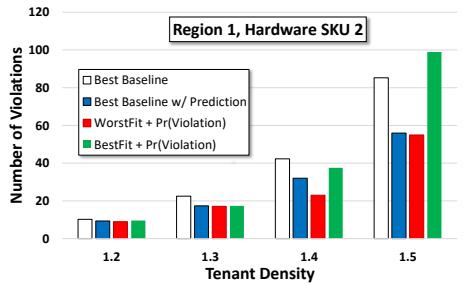 Region 1, Hardware SKU 2
120
100
80
60
40
20
0
Number of Violations
Best Baseline
Best Baseline w/ Prediction
WorstFit + Pr(Violation)
BestFit + Pr(Violation)
1.2 1.3 1.4 1.5
Tenant Density